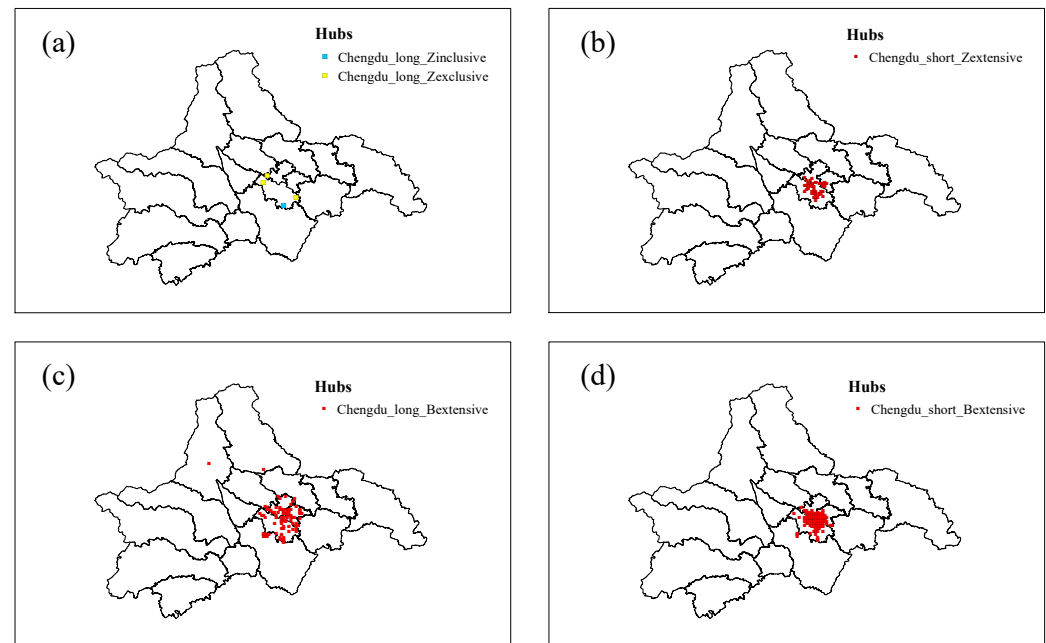 (a)
Hubs
Chengdu_long_Zinclusive
Chengdu_long_Zexclusive
(b)
Hubs
Chengdu_short_Zextensive
(c)
Hubs
Chengdu_long_Bextensive
(d)
Hubs
Chengdu_short_Bextensive